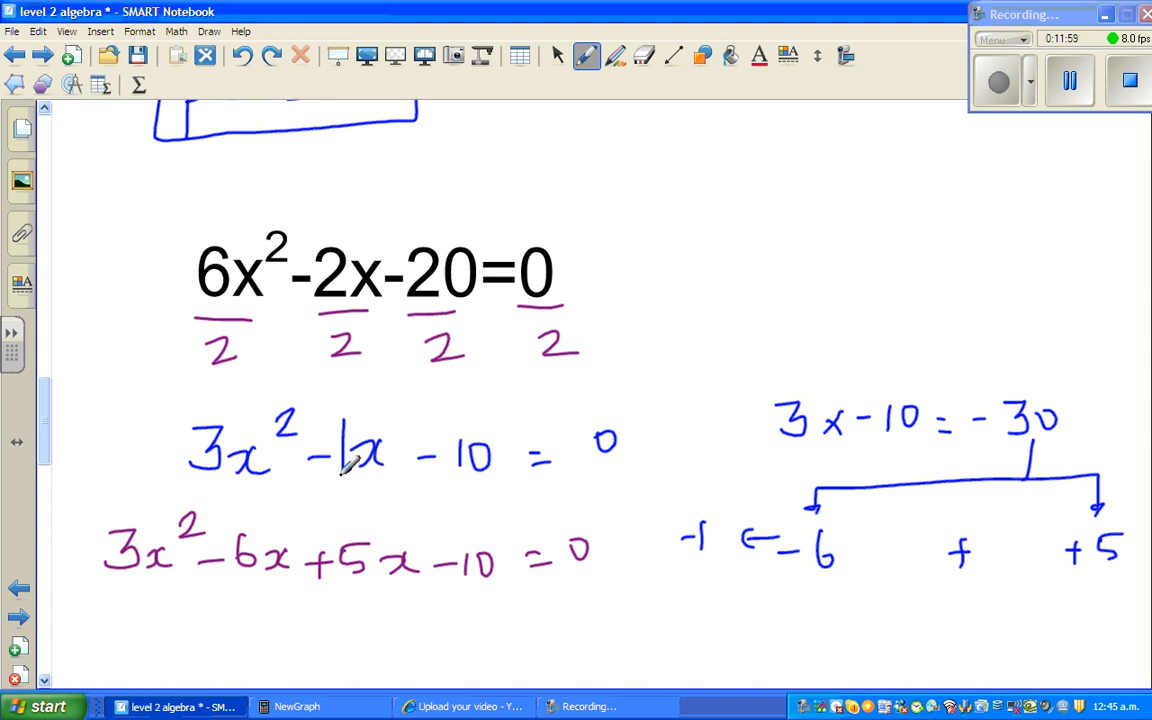 level 2 algebra * - SMART Notebook
File Edit View Insert Format Math Draw Help
Recording...
Menu 0:11:59 8.0 fps
6x²-2x-20=0
2 2 2 2
3x² - 1x - 10 = 0
3 x -10 = - 30
-1 ← - 6 + + 5
3x² - 6x + 5x - 10 = 0
start level 2 algebra * - SM... NewGraph Upload your video - Y... Recording... 12:45 a.m.